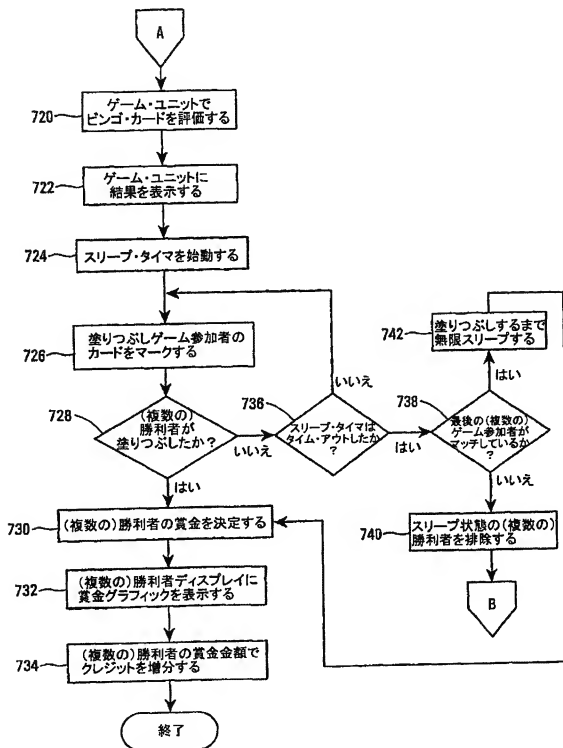 A
720
ゲーム・ユニットで
ビンゴ・カードを評価する
722
ゲーム・ユニットに
結果を表示する
724
スリープ・タイマを始動する
726
塗りつぶしゲーム参加者の
カードをマークする
728
(複数の)
勝利者が
塗りつぶしたか?
いいえ
はい
736
スリープ・タイマは
タイム・アウトしたか
?
いいえ
はい
738
最後の(複数の)
ゲーム参加者が
マッチしているか
?
はい
いいえ
742
塗りつぶしするまで
無限スリープする
740
スリープ状態の(複数の)
勝利者を排除する
B
730
(複数の)勝利者の賞金を決定する
732
(複数の)勝利者ディスプレイに
賞金グラフィックを表示する
734
(複数の)勝利者の賞金金額で
クレジットを増分する
終了